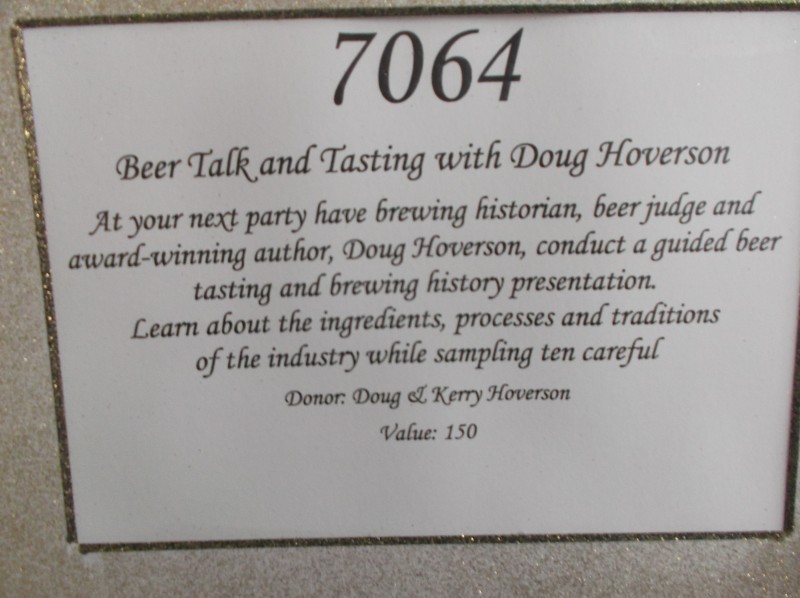 7064
Beer Talk and Tasting with Doug Hoverson
At your next party have brewing historian, beer judge and
award-winning author, Doug Hoverson, conduct a guided beer
tasting and brewing history presentation.
Learn about the ingredients, processes and traditions
of the industry while sampling ten careful
Donor: Doug & Kerry Hoverson
Value: 150